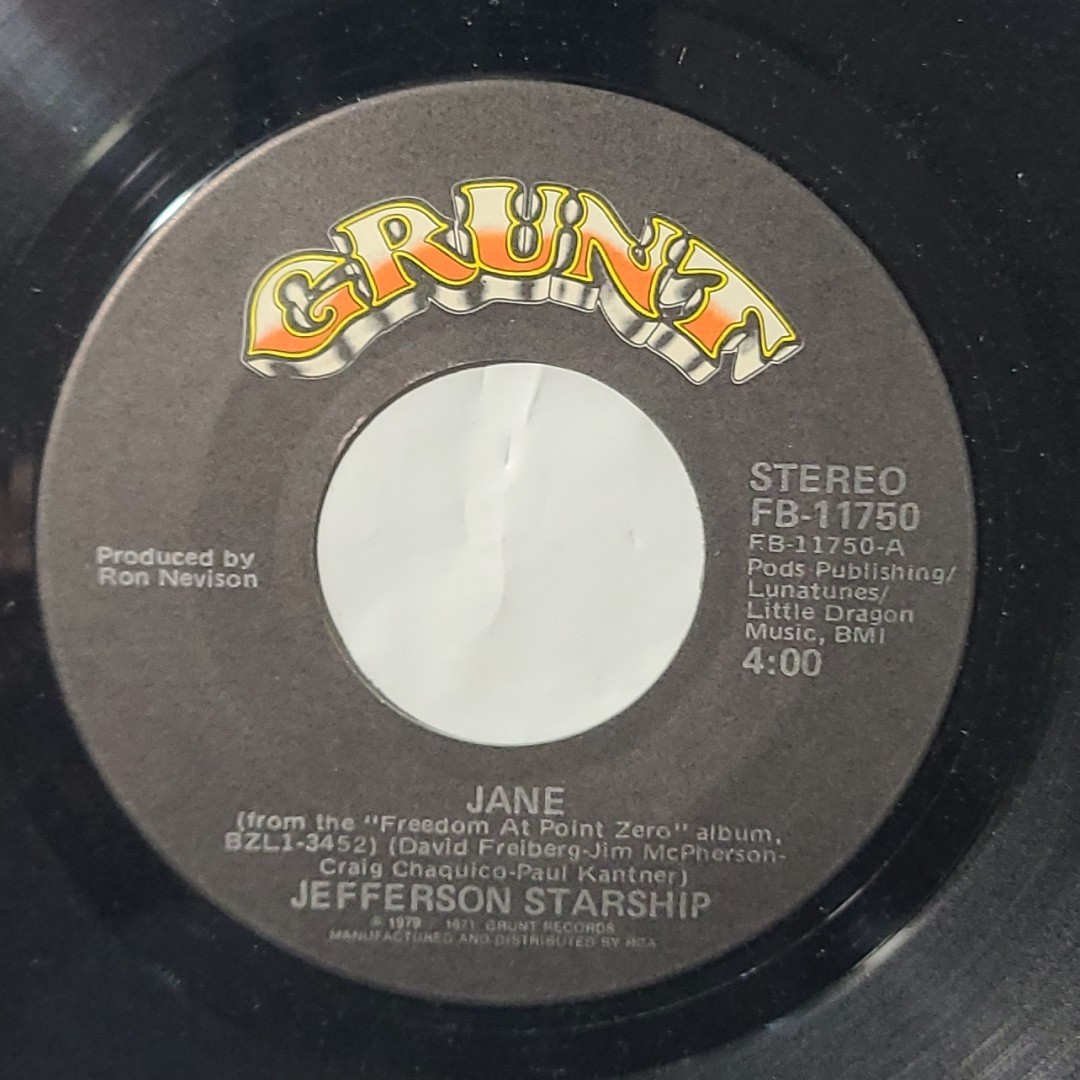 GRUNT
STEREO
FB-11750
FB-11750-A
Pods Publishing/
Lunatunes/
Little Dragon
Music, BMI
4:00
Produced by
Ron Nevison
JANE
(from the "Freedom At Point Zero" album,
BZL1-3452) (David Freiberg-Jim McPherson-
Craig Chaquico-Paul Kantner)
JEFFERSON STARSHIP
℗ 1979 / 1971 GRUNT RECORDS
MANUFACTURED AND DISTRIBUTED BY RCA